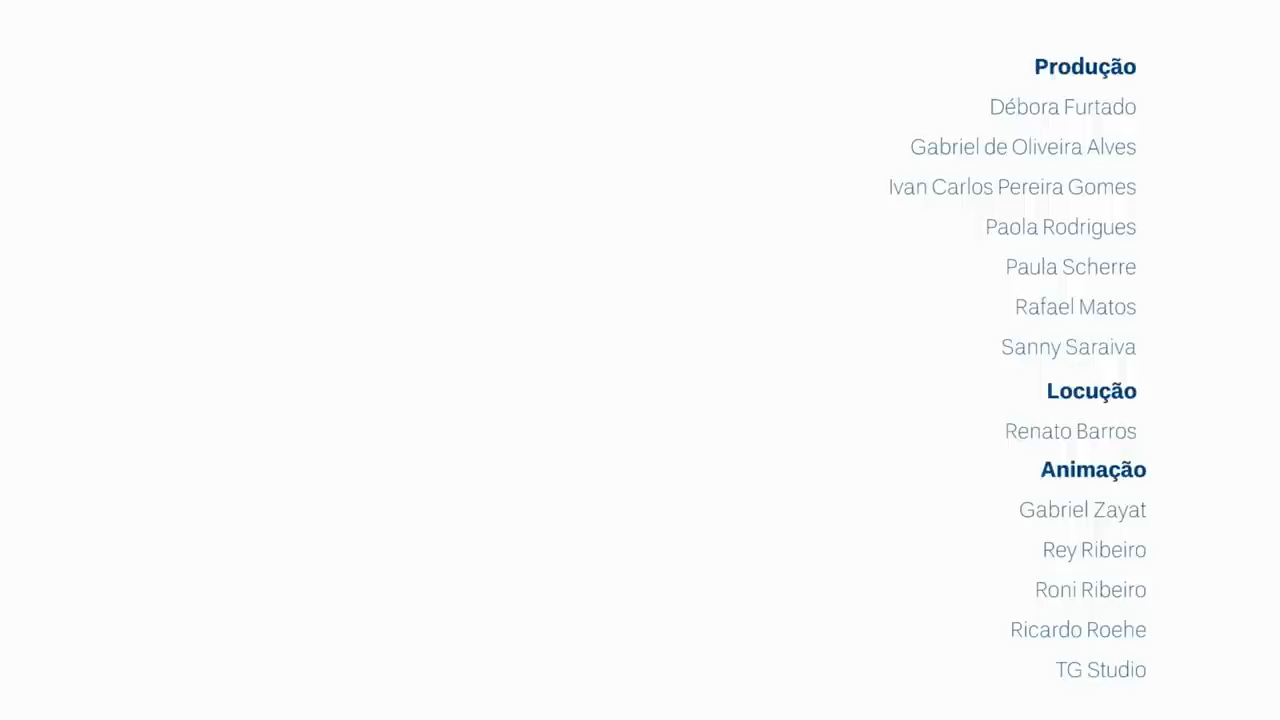 Produção
Débora Furtado
Gabriel de Oliveira Alves
Ivan Carlos Pereira Gomes
Paola Rodrigues
Paula Scherre
Rafael Matos
Sanny Saraiva
Locução
Renato Barros
Animação
Gabriel Zayat
Rey Ribeiro
Roni Ribeiro
Ricardo Roehe
TG Studio